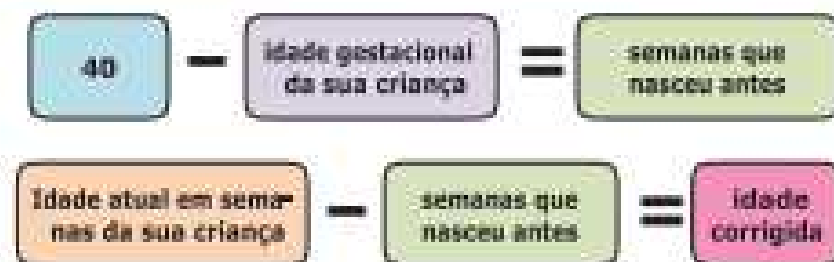 40 — idade gestacional = semanas que
da sua criança nasceu antes
Idade atual em sema- — semanas que = idade
nas da sua criança nasceu antes corrigida